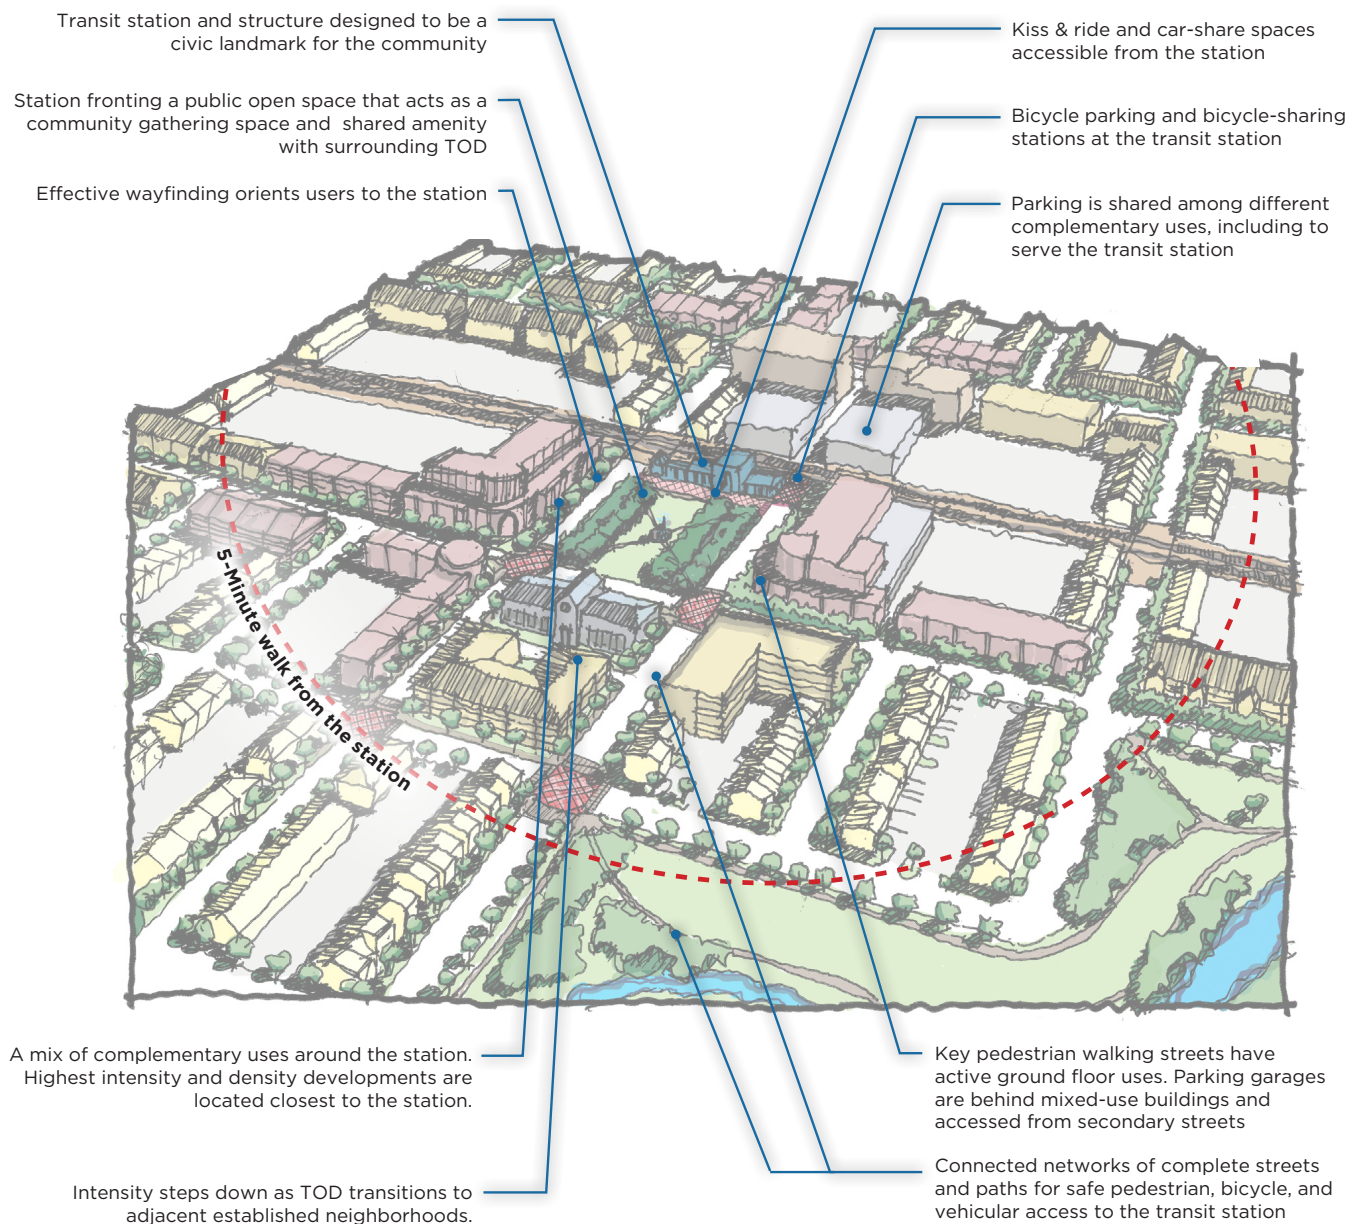 Transit station and structure designed to be a
civic landmark for the community
Station fronting a public open space that acts as a
community gathering space and  shared amenity
with surrounding TOD
Effective wayfinding orients users to the station
Kiss & ride and car-share spaces
accessible from the station
Bicycle parking and bicycle-sharing
stations at the transit station
Parking is shared among different
complementary uses, including to
serve the transit station
5-Minute walk from the station
A mix of complementary uses around the station.
Highest intensity and density developments are
located closest to the station.
Intensity steps down as TOD transitions to
adjacent established neighborhoods.
Key pedestrian walking streets have
active ground floor uses. Parking garages
are behind mixed-use buildings and
accessed from secondary streets
Connected networks of complete streets
and paths for safe pedestrian, bicycle, and
vehicular access to the transit station